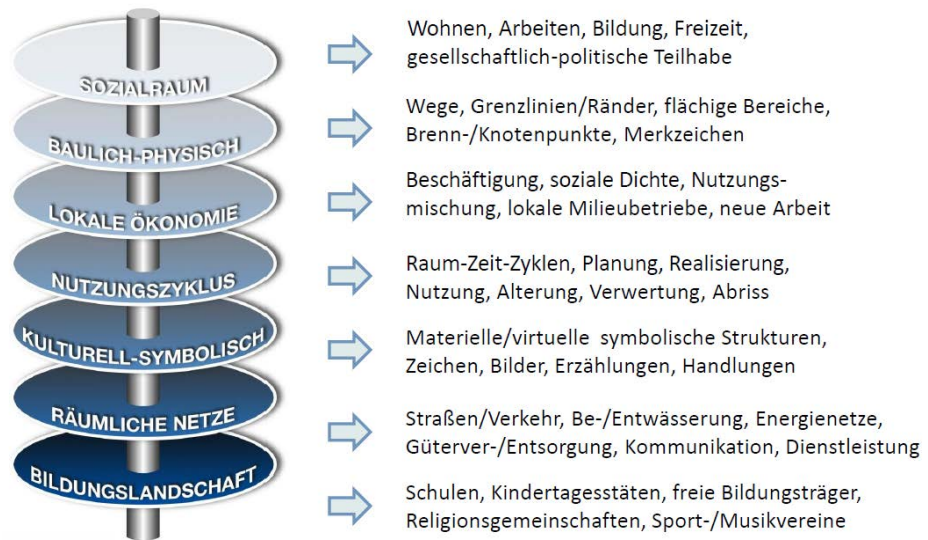 SOZIALRAUM
Wohnen, Arbeiten, Bildung, Freizeit,
gesellschaftlich-politische Teilhabe
BAULICH-PHYSISCH
Wege, Grenzlinien/Ränder, flächige Bereiche,
Brenn-/Knotenpunkte, Merkzeichen
LOKALE ÖKONOMIE
Beschäftigung, soziale Dichte, Nutzungs-
mischung, lokale Milieubetriebe, neue Arbeit
NUTZUNGSZYKLUS
Raum-Zeit-Zyklen, Planung, Realisierung,
Nutzung, Alterung, Verwertung, Abriss
KULTURELL-SYMBOLISCH
Materielle/virtuelle symbolische Strukturen,
Zeichen, Bilder, Erzählungen, Handlungen
RÄUMLICHE NETZE
Straßen/Verkehr, Be-/Entwässerung, Energienetze,
Güterver-/Entsorgung, Kommunikation, Dienstleistung
BILDUNGSLANDSCHAFT
Schulen, Kindertagesstäten, freie Bildungsträger,
Religionsgemeinschaften, Sport-/Musikvereine